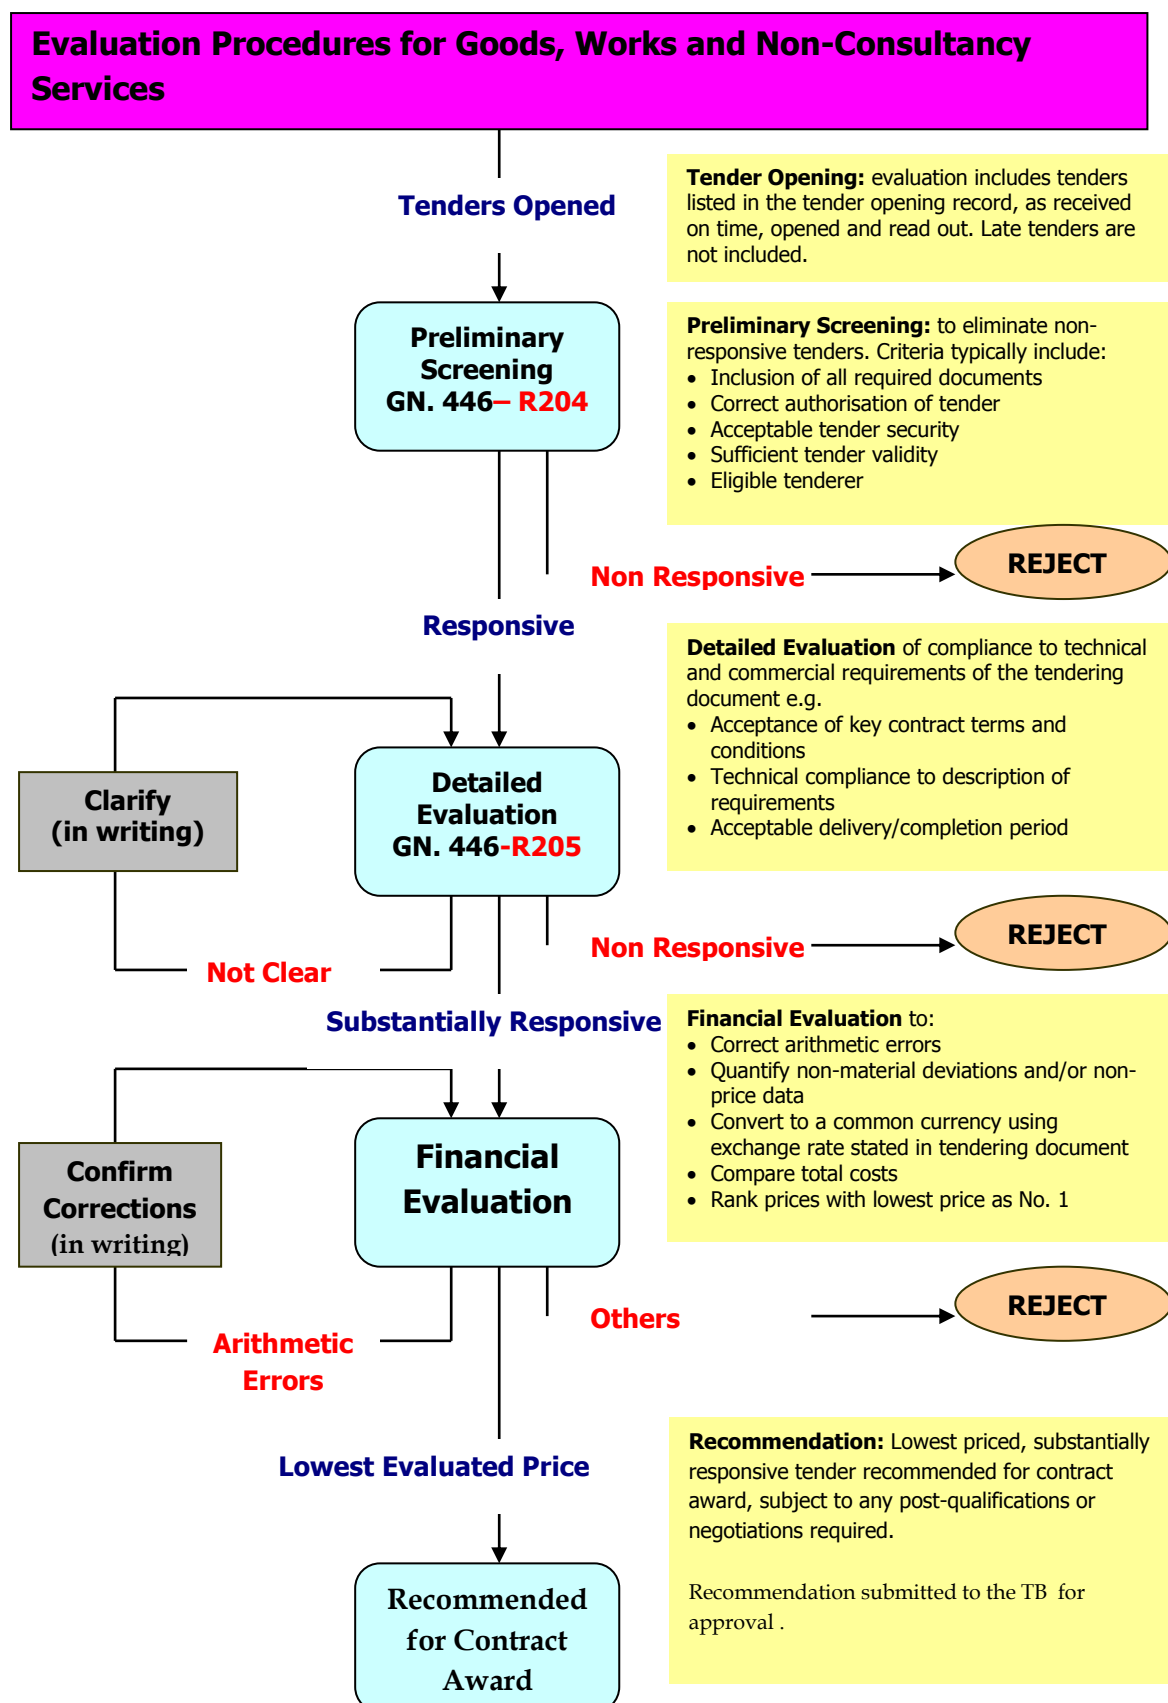 Evaluation Procedures for Goods, Works and Non-Consultancy
Services
Tenders Opened
Tender Opening: evaluation includes tenders
listed in the tender opening record, as received
on time, opened and read out. Late tenders are
not included.
Preliminary
Screening
GN. 446– R204
Preliminary Screening: to eliminate non-
responsive tenders. Criteria typically include:
• Inclusion of all required documents
• Correct authorisation of tender
• Acceptable tender security
• Sufficient tender validity
• Eligible tenderer
Non Responsive
REJECT
Responsive
Detailed Evaluation of compliance to technical
and commercial requirements of the tendering
document e.g.
• Acceptance of key contract terms and
conditions
• Technical compliance to description of
requirements
• Acceptable delivery/completion period
Clarify
(in writing)
Detailed
Evaluation
GN. 446-R205
Non Responsive
REJECT
Not Clear
Substantially Responsive
Financial Evaluation to:
• Correct arithmetic errors
• Quantify non-material deviations and/or non-
price data
• Convert to a common currency using
exchange rate stated in tendering document
• Compare total costs
• Rank prices with lowest price as No. 1
Confirm
Corrections
(in writing)
Financial
Evaluation
Others
REJECT
Arithmetic
Errors
Lowest Evaluated Price
Recommendation: Lowest priced, substantially
responsive tender recommended for contract
award, subject to any post-qualifications or
negotiations required.
Recommendation submitted to the TB  for
approval .
Recommended
for Contract
Award